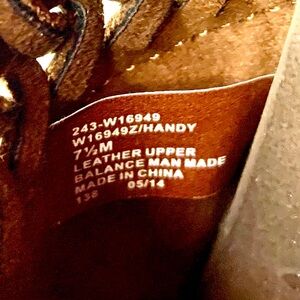 243-W16949
W16949Z/HANDY
7½M
LEATHER UPPER
BALANCE MAN MADE
MADE IN CHINA
138 05/14